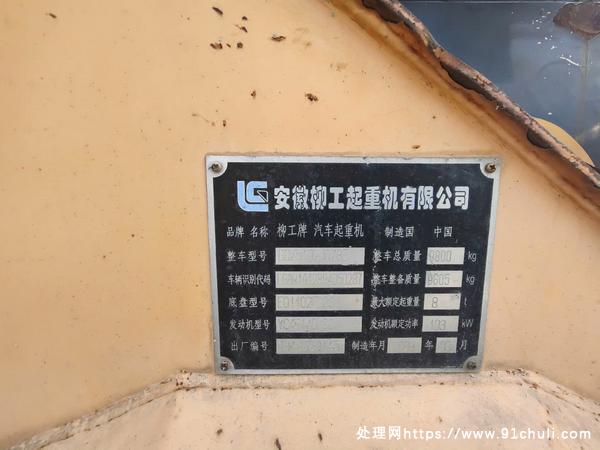 LG 安徽柳工起重机有限公司
品牌 名称 柳工牌 汽车起重机 制造国 中国
整车型号 整车总质量 9800 kg
车辆识别代码 整车整备质量 9605 kg
底盘型号 最大额定起重量 8 t
发动机型号 发动机额定功率 103 kW
出厂编号 制造年月 年 月
处理网https://www.91chuli.com/